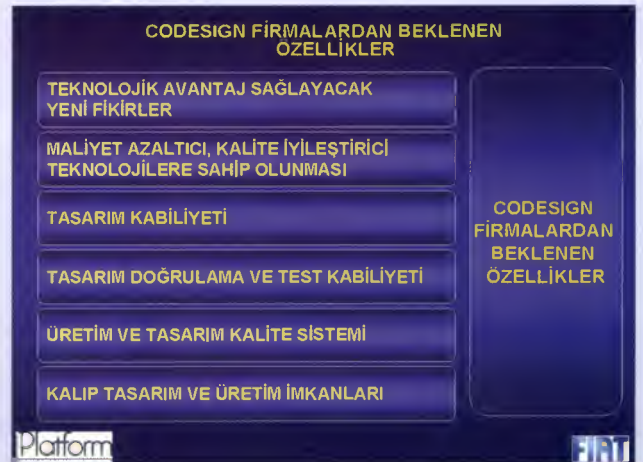 CODESIGN FİRMALARDAN BEKLENEN
ÖZELLİKLER
TEKNOLOJİK AVANTAJ SAĞLAYACAK
YENİ FİKİRLER
MALİYET AZALTICI, KALİTE İYİLEŞTİRİCİ
TEKNOLOJİLERE SAHİP OLUNMASI
TASARIM KABİLİYETİ
TASARIM DOĞRULAMA VE TEST KABİLİYETİ
ÜRETİM VE TASARIM KALİTE SİSTEMİ
KALIP TASARIM VE ÜRETİM İMKANLARI
CODESIGN
FİRMALARDAN
BEKLENEN
ÖZELLİKLER
Platform
FIAT